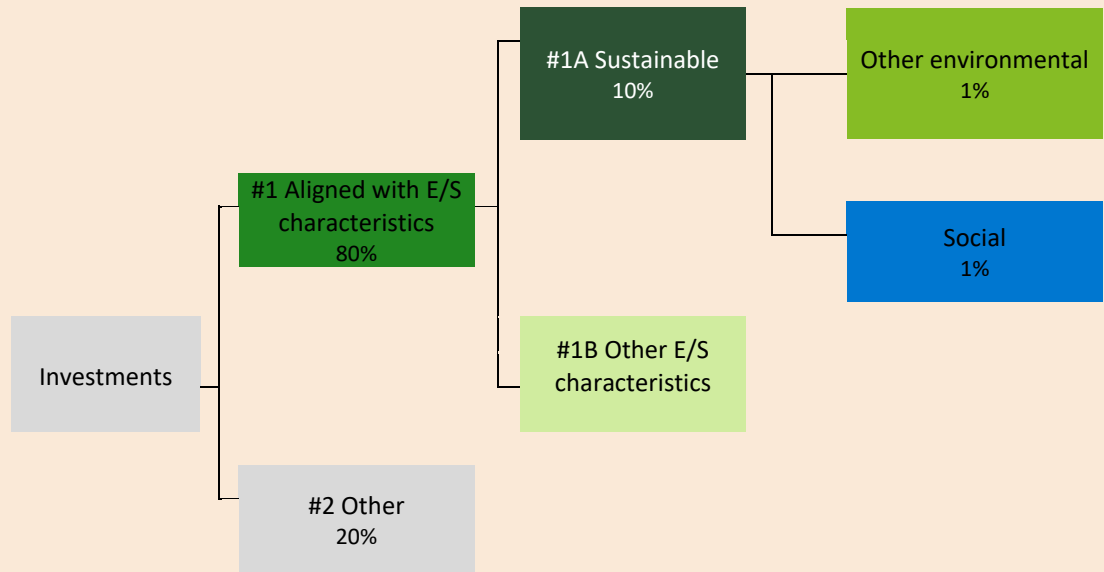 #1A Sustainable
10%
Other environmental
1%
#1 Aligned with E/S
characteristics
80%
Social
1%
Investments
#1B Other E/S
characteristics
#2 Other
20%